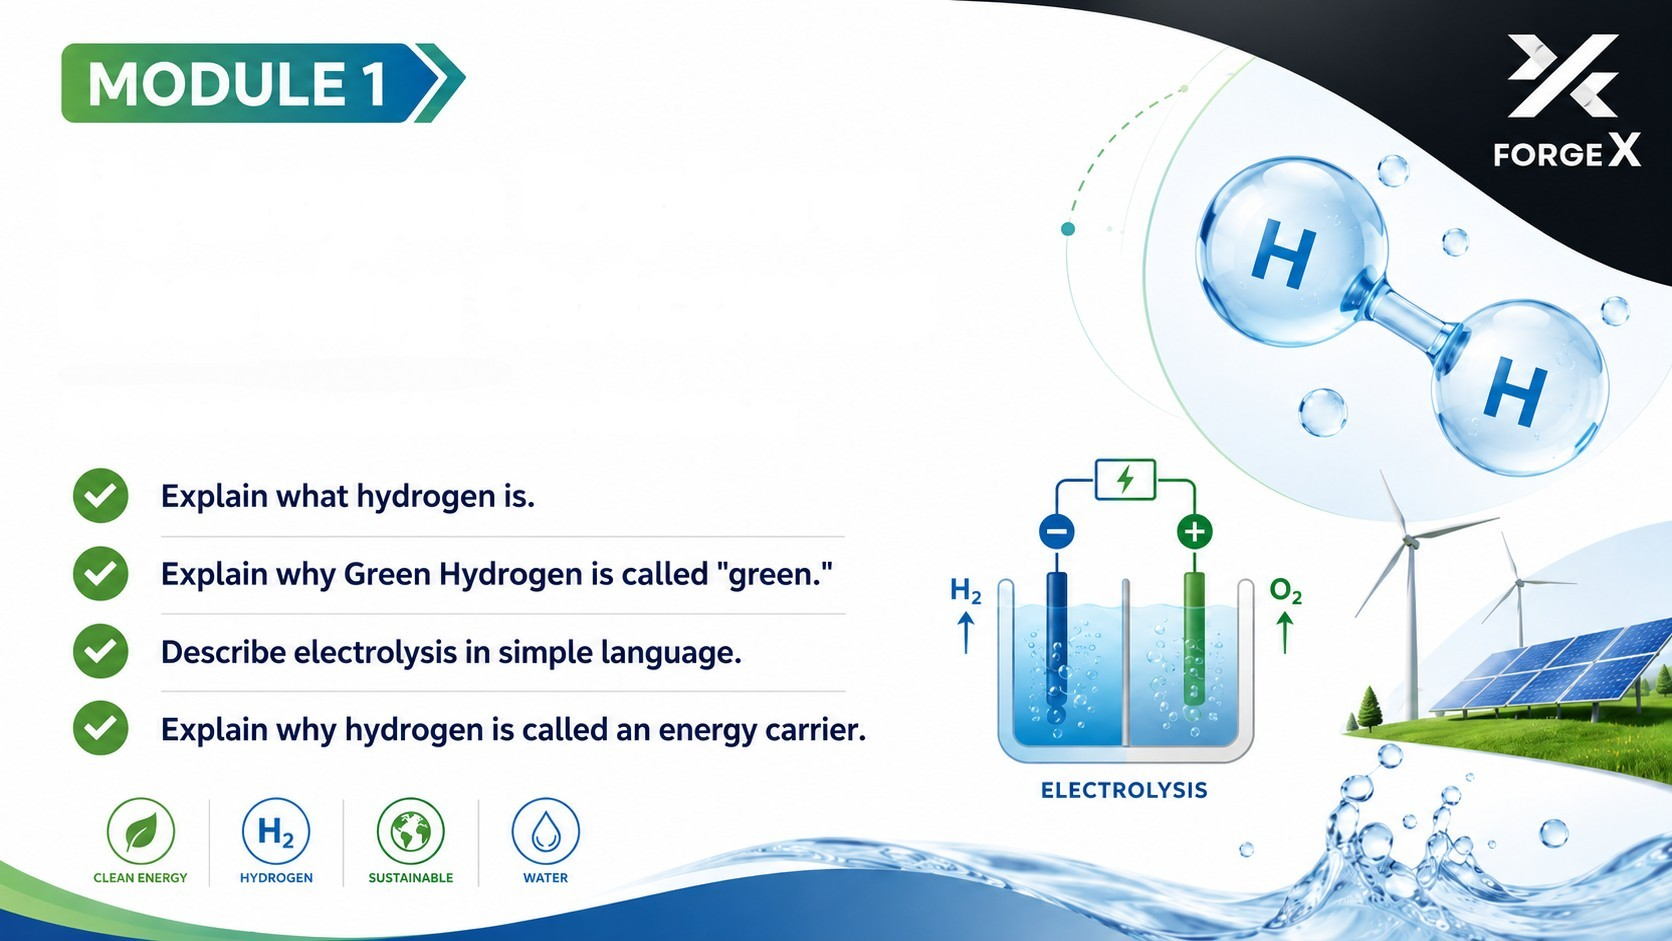 MODULE 1
FORGE X
H
H
Explain what hydrogen is.
Explain why Green Hydrogen is called "green."
Describe electrolysis in simple language.
Explain why hydrogen is called an energy carrier.
−
+
H₂
O₂
ELECTROLYSIS
H₂
CLEAN ENERGY
HYDROGEN
SUSTAINABLE
WATER